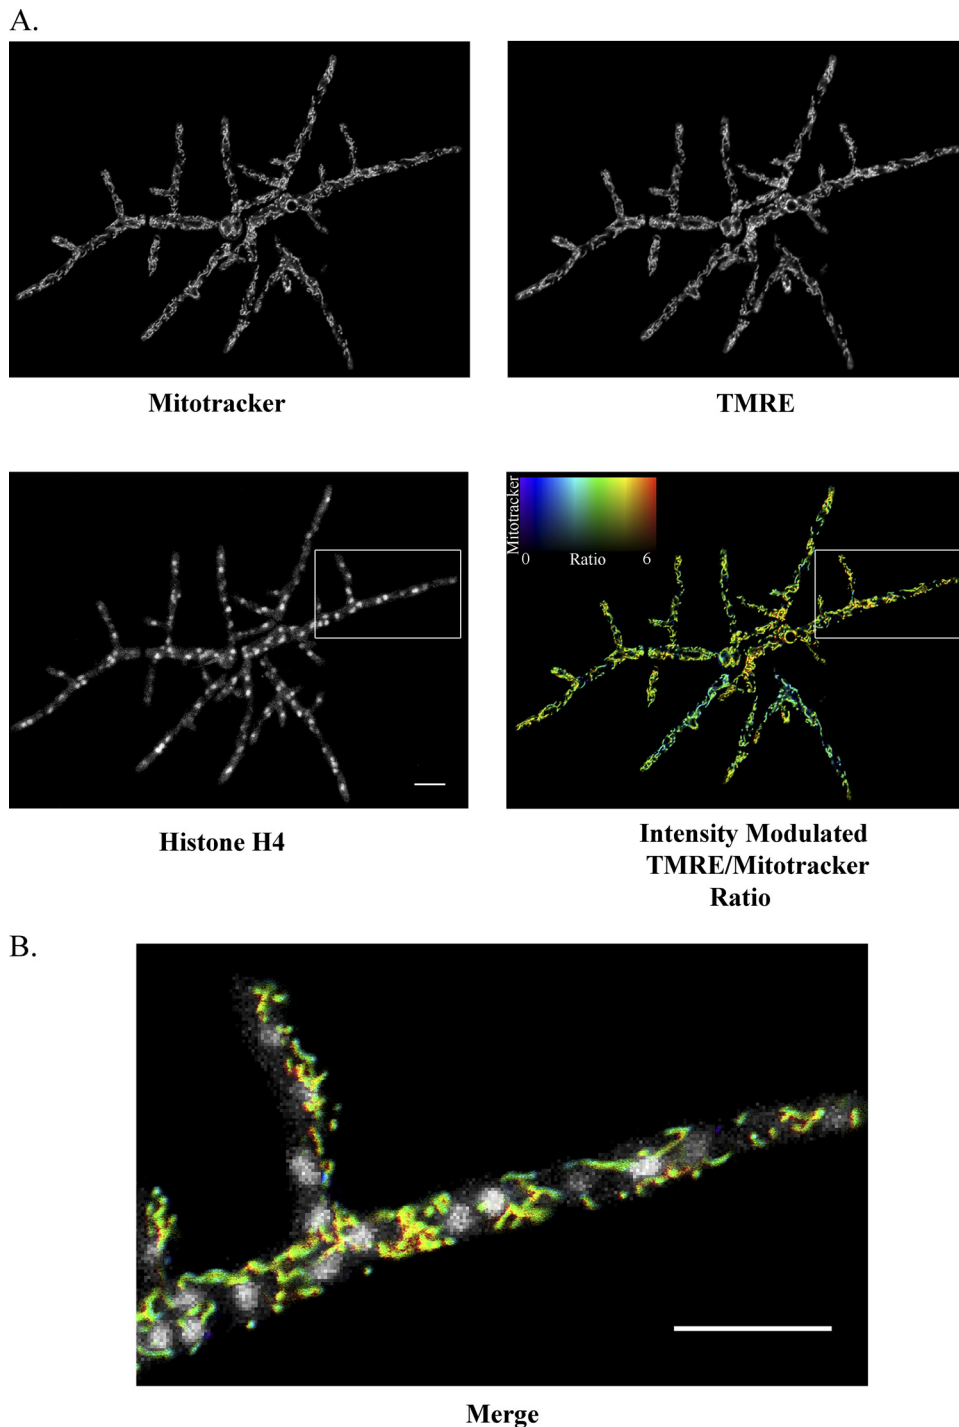 A.
Mitotracker
TMRE
Mitotracker
0 Ratio 6
Histone H4
Intensity Modulated
TMRE/Mitotracker
Ratio
B.
Merge